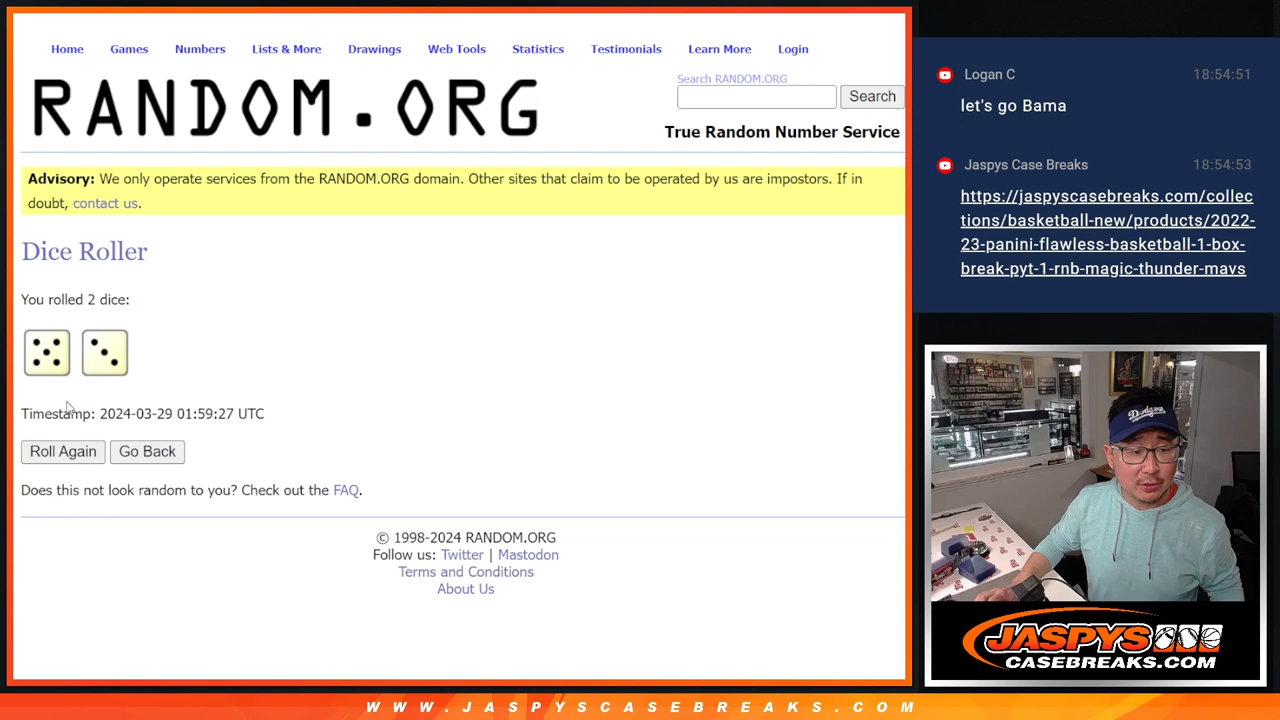 Home Games Numbers Lists & More Drawings Web Tools Statistics Testimonials Learn More Login
RANDOM.ORG
Search RANDOM.ORG
Search
True Random Number Service
Advisory: We only operate services from the RANDOM.ORG domain. Other sites that claim to be operated by us are impostors. If in
doubt, contact us.
Dice Roller
You rolled 2 dice:
Timestamp: 2024-03-29 01:59:27 UTC
Roll Again Go Back
Does this not look random to you? Check out the FAQ.
© 1998-2024 RANDOM.ORG
Follow us: Twitter | Mastodon
Terms and Conditions
About Us
Logan C 18:54:51
let's go Bama
Jaspys Case Breaks 18:54:53
https://jaspyscasebreaks.com/collec
tions/basketball-new/products/2022-
23-panini-flawless-basketball-1-box-
break-pyt-1-rnb-magic-thunder-mavs
Dodgers
JASPYS
CASEBREAKS.COM
WWW.JASPYSCASEBREAKS.COM